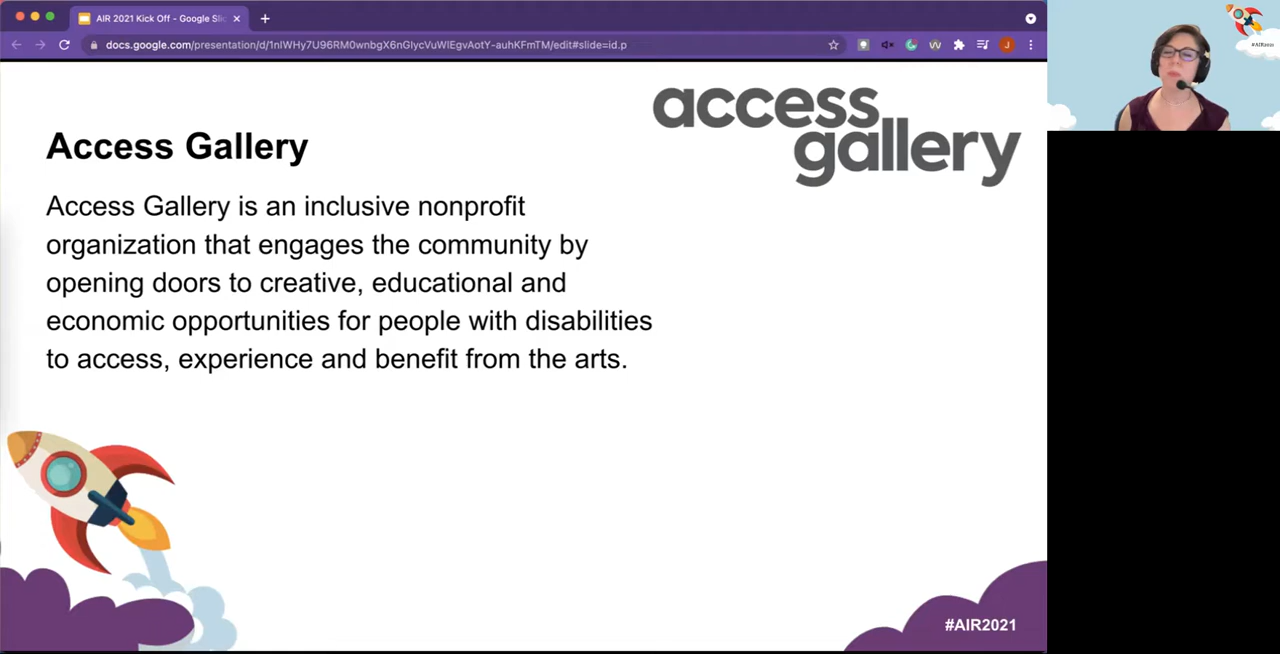 AIR 2021 Kick Off - Google Sli
docs.google.com/presentation/d/1nIWHy7U96RM0wnbgX6nGIycVuWlEgvAotY-auhKFmTM/edit#slide=id.p
J
#AIR2021
access
gallery
Access Gallery
Access Gallery is an inclusive nonprofit
organization that engages the community by
opening doors to creative, educational and
economic opportunities for people with disabilities
to access, experience and benefit from the arts.
#AIR2021